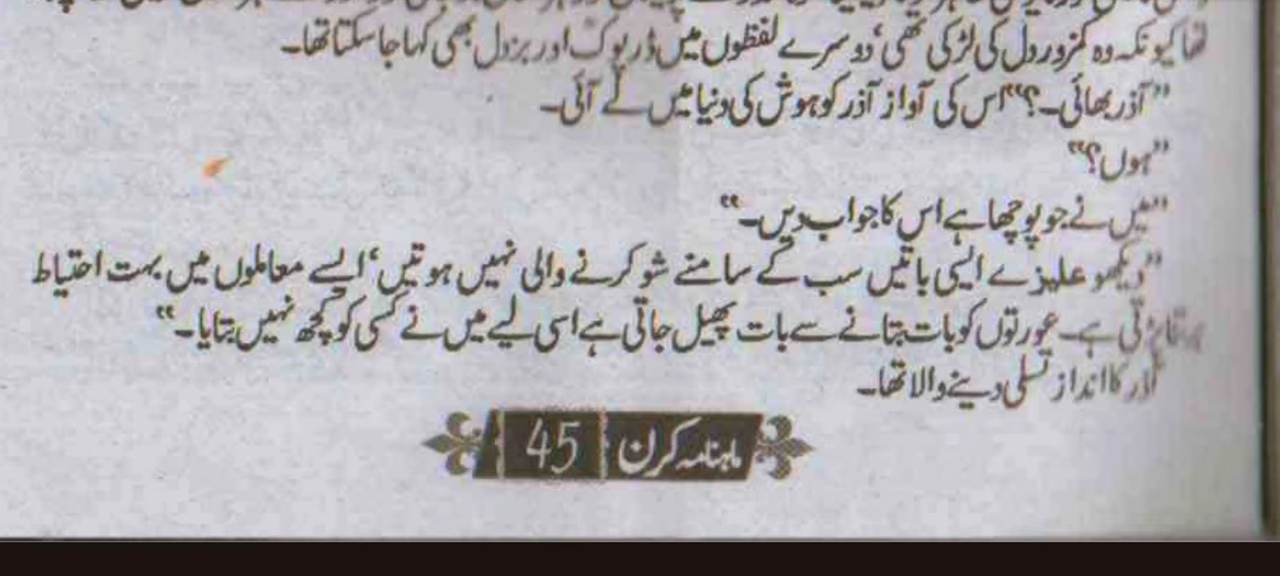 تھا کیونکہ وہ کمزور دل کی لڑکی تھی، دوسرے لفظوں میں ڈرپوک اور بزدل بھی کہا جا سکتا تھا۔
”آذر بھائی۔؟“ اس کی آواز آذر کو ہوش کی دنیا میں لے آئی۔
”ہوں؟“
”میں نے جو پوچھا ہے اس کا جواب دیں۔“
”دیکھو علیزے ایسی باتیں سب کے سامنے شو کرنے والی نہیں ہوتیں، ایسے معاملوں میں بہت احتیاط
برتنا پڑتی ہے۔ عورتوں کو بات بتانے سے بات پھیل جاتی ہے اسی لیے میں نے کسی کو کچھ نہیں بتایا۔“
آذر کا انداز تسلی دینے والا تھا۔
ماہنامہ کرن 45